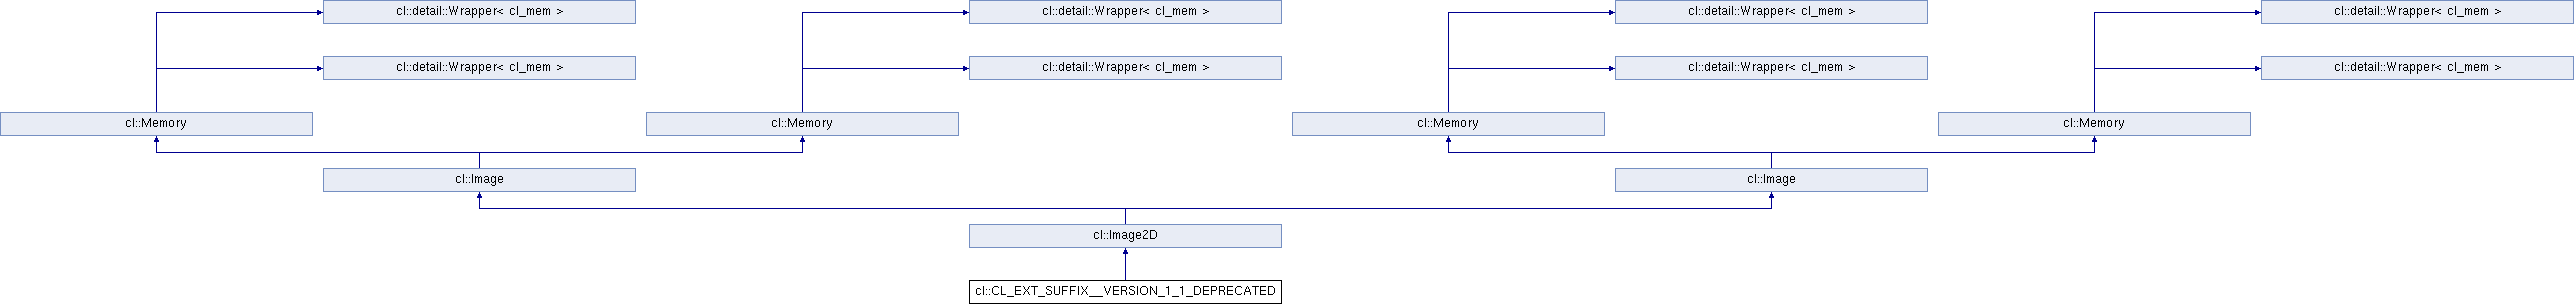 cl::detail::Wrapper< cl_mem >
cl::detail::Wrapper< cl_mem >
cl::detail::Wrapper< cl_mem >
cl::detail::Wrapper< cl_mem >
cl::detail::Wrapper< cl_mem >
cl::detail::Wrapper< cl_mem >
cl::detail::Wrapper< cl_mem >
cl::detail::Wrapper< cl_mem >
cl::Memory
cl::Memory
cl::Memory
cl::Memory
cl::Image
cl::Image
cl::Image2D
cl::CL_EXT_SUFFIX__VERSION_1_1_DEPRECATED